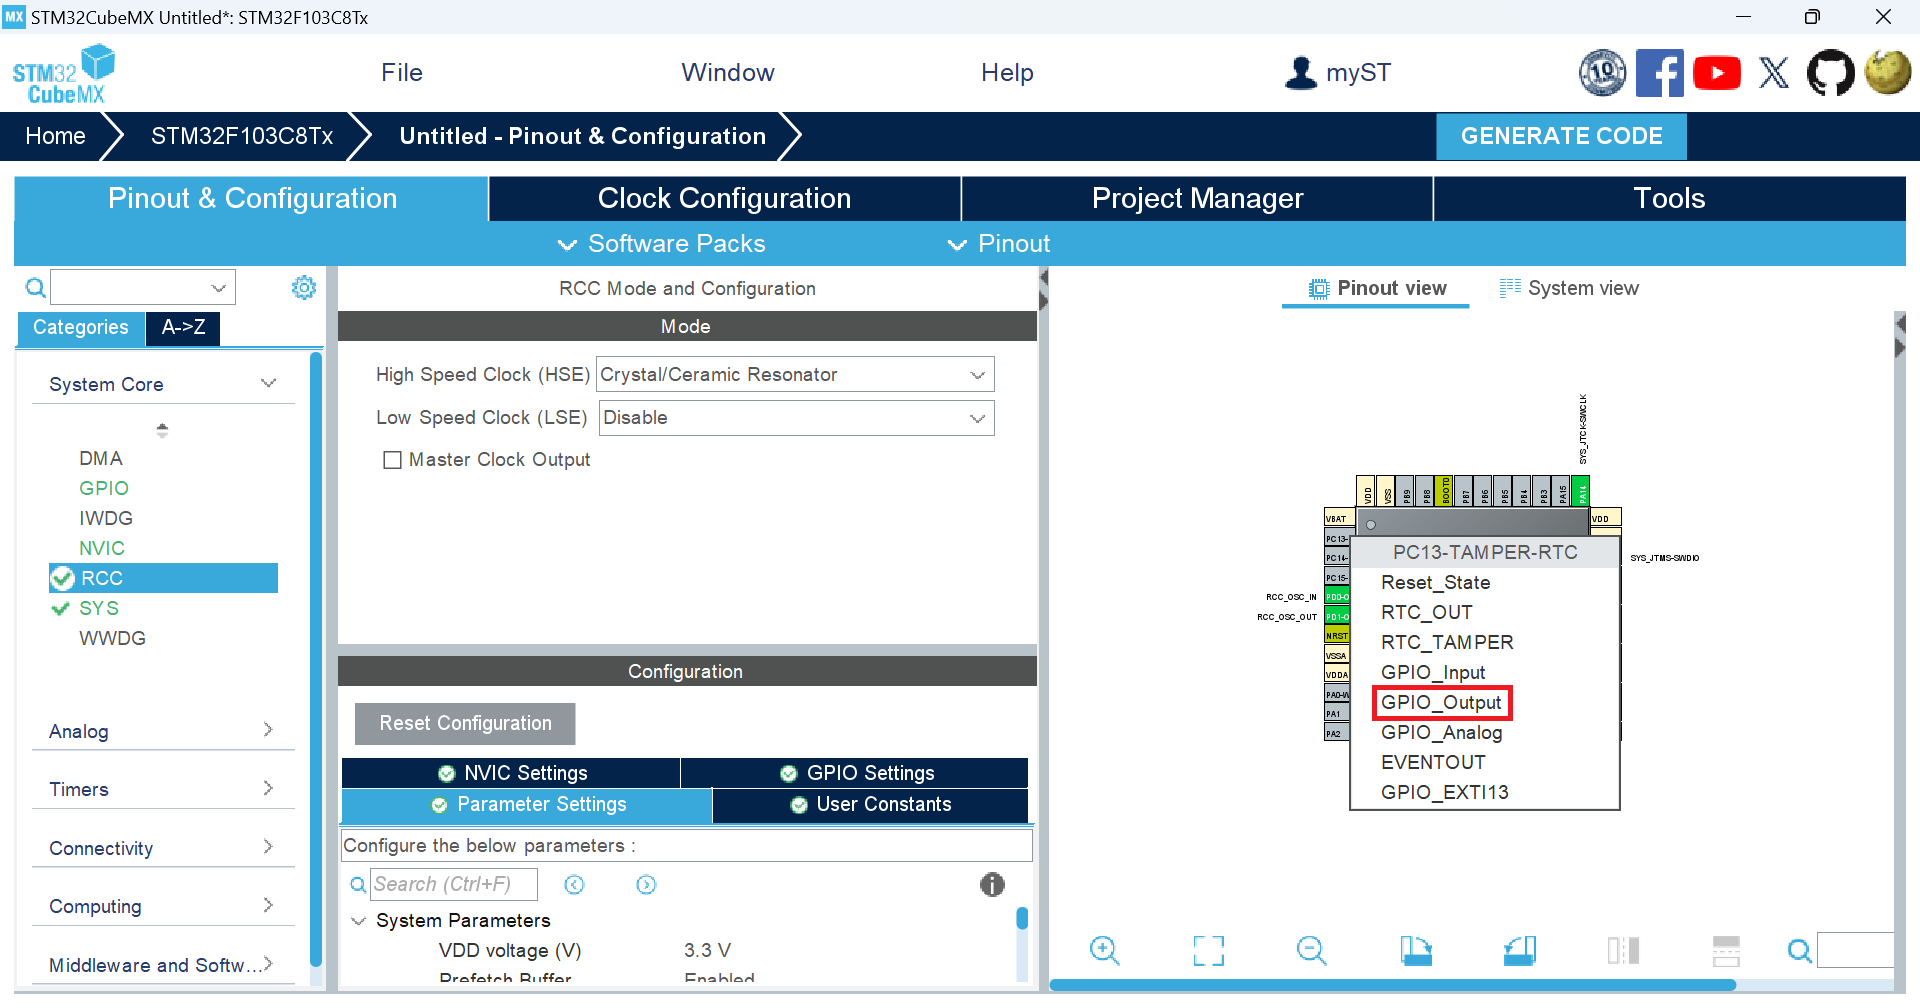 MX STM32CubeMX Untitled*: STM32F103C8Tx
STM32
CubeMX
File
Window
Help
myST
10
Home
STM32F103C8Tx
Untitled - Pinout & Configuration
GENERATE CODE
Pinout & Configuration
Clock Configuration
Project Manager
Tools
Software Packs
Pinout
Categories
A->Z
System Core
DMA
GPIO
IWDG
NVIC
RCC
SYS
WWDG
Analog
Timers
Connectivity
Computing
Middleware and Softw...
RCC Mode and Configuration
Mode
High Speed Clock (HSE) Crystal/Ceramic Resonator
Low Speed Clock (LSE) Disable
Master Clock Output
Configuration
Reset Configuration
NVIC Settings
GPIO Settings
Parameter Settings
User Constants
Configure the below parameters :
Search (Ctrl+F)
System Parameters
VDD voltage (V) 3.3 V
Prefetch Buffer Enabled
Pinout view
System view
SYS_JTCK-SWCLK
VDD
VSS
PB9
PB8
BOOT0
PB7
PB6
PB5
PB4
PB3
PA15
PA14
VBAT
VDD
PC13-
PC14-
PC15-
RCC_OSC_IN PD0-O
RCC_OSC_OUT PD1-O
NRST
VSSA
VDDA
PA0-W
PA1
PA2
SYS_JTMS-SWDIO
PC13-TAMPER-RTC
Reset_State
RTC_OUT
RTC_TAMPER
GPIO_Input
GPIO_Output
GPIO_Analog
EVENTOUT
GPIO_EXTI13